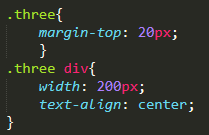 .three{
margin-top: 20px;
}
.three div{
width: 200px;
text-align: center;
}